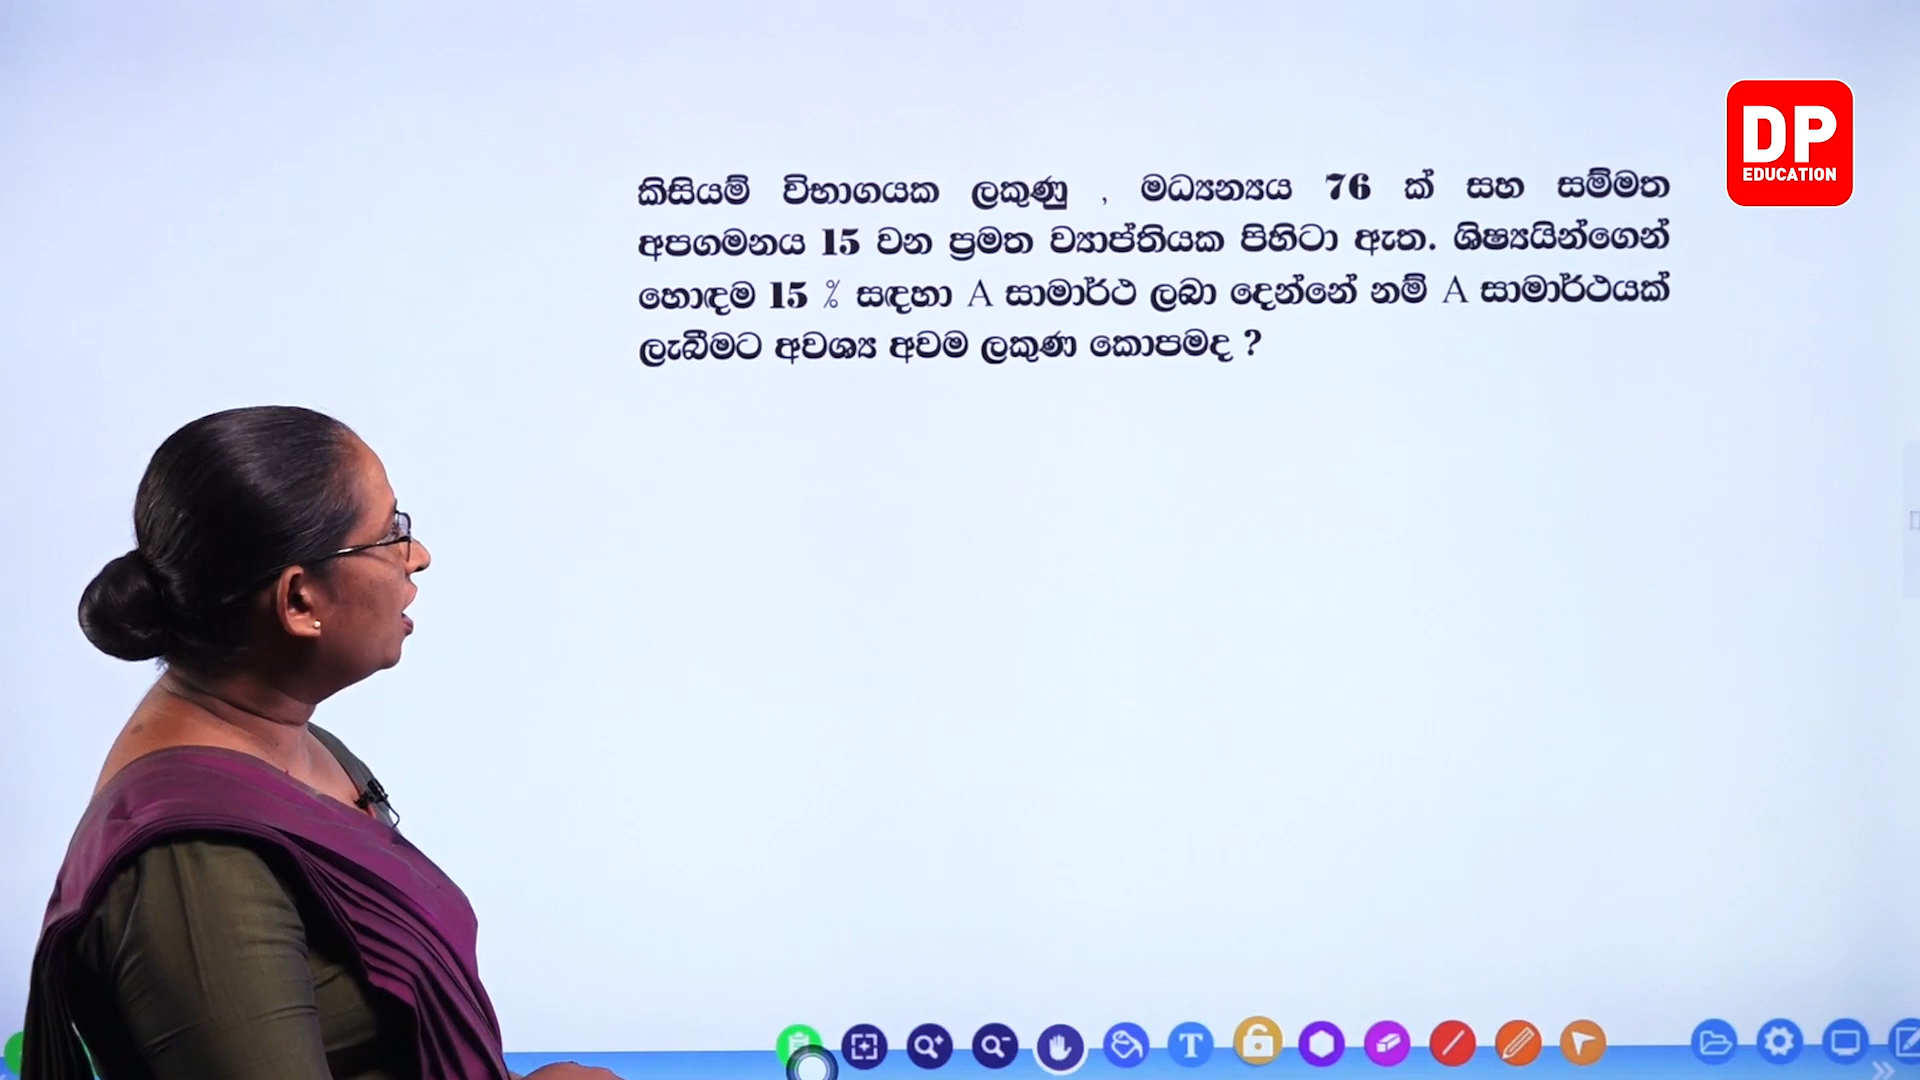 DP
EDUCATION
කිසියම් විභාගයක ලකුණු , මධ්‍යන්‍යය 76 ක් සහ සම්මත
අපගමනය 15 වන ප්‍රමත ව්‍යාප්තියක පිහිටා ඇත. ශිෂ්‍යයින්ගෙන්
හොඳම 15 % සඳහා A සාමාර්ථ ලබා දෙන්නේ නම් A සාමාර්ථයක්
ලැබීමට අවශ්‍ය අවම ලකුණ කොපමද ?
T